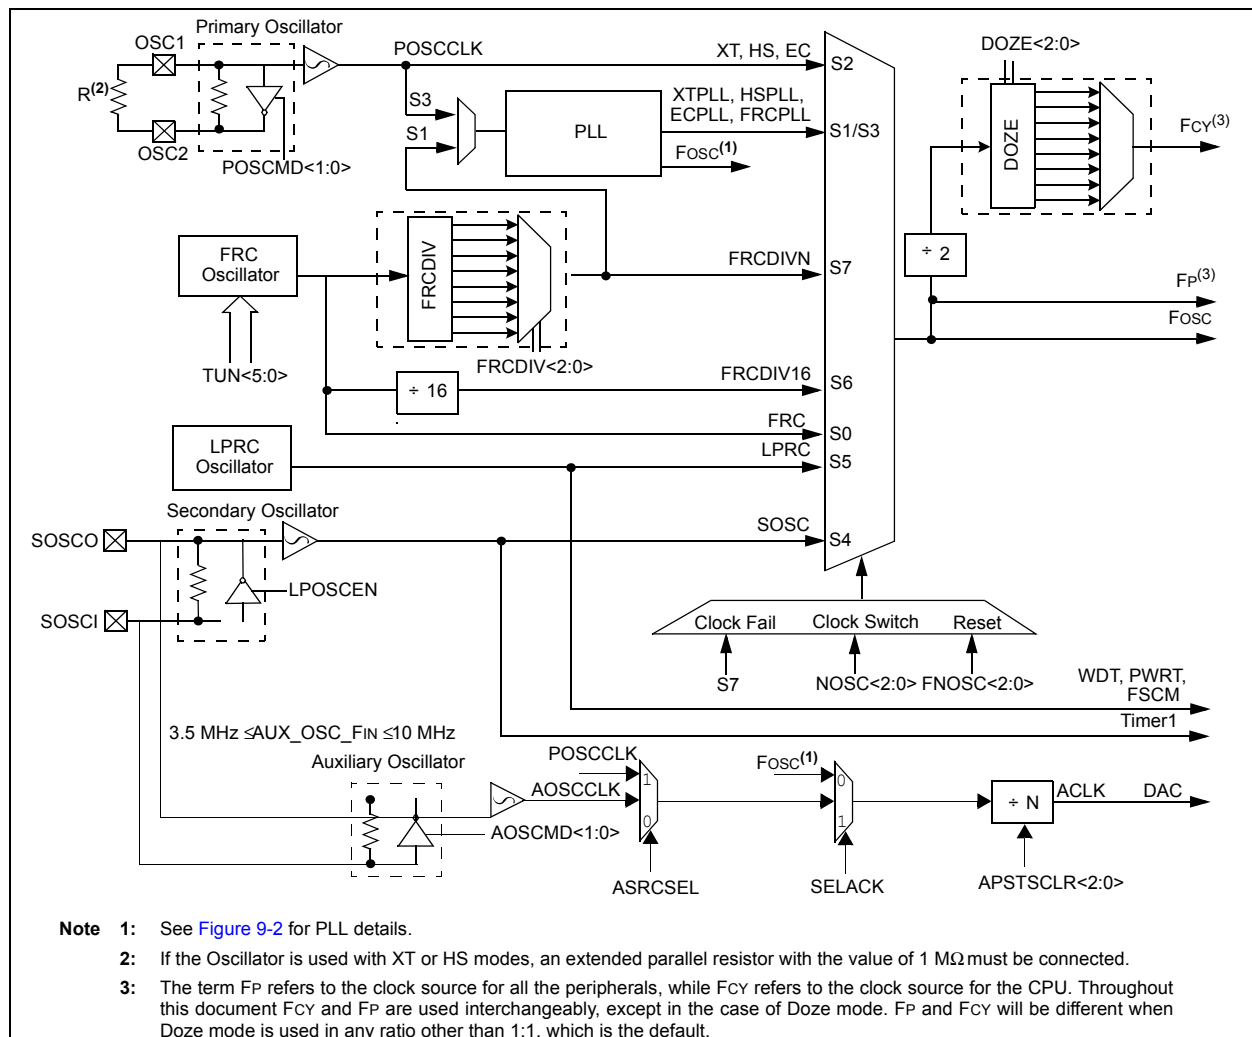 Primary Oscillator
OSC1
R(2)
OSC2
POSCMD<1:0>
POSCCLK
S3
S1
PLL
XT, HS, EC
S2
XTPLL, HSPLL,
ECPLL, FRCPLL
S1/S3
FOSC(1)
DOZE<2:0>
DOZE
FCY(3)
÷ 2
FP(3)
FOSC
FRC
Oscillator
TUN<5:0>
FRCDIV
FRCDIV<2:0>
FRCDIVN
S7
÷ 16
FRCDIV16
S6
FRC
S0
LPRC
Oscillator
LPRC
S5
Secondary Oscillator
SOSCO
SOSCI
LPOSCEN
SOSC
S4
Clock Fail
Clock Switch
Reset
S7
NOSC<2:0>
FNOSC<2:0>
WDT, PWRT,
FSCM
Timer1
3.5 MHz ≤AUX_OSC_FIN ≤10 MHz
Auxiliary Oscillator
AOSCMD<1:0>
POSCCLK
AOSCCLK
1
0
ASRCSEL
FOSC(1)
0
1
SELACK
÷ N
ACLK
DAC
APSTSCLR<2:0>
Note 1: See Figure 9-2 for PLL details.
2: If the Oscillator is used with XT or HS modes, an extended parallel resistor with the value of 1 MΩ must be connected.
3: The term FP refers to the clock source for all the peripherals, while FCY refers to the clock source for the CPU. Throughout
this document FCY and FP are used interchangeably, except in the case of Doze mode. FP and FCY will be different when
Doze mode is used in any ratio other than 1:1, which is the default.